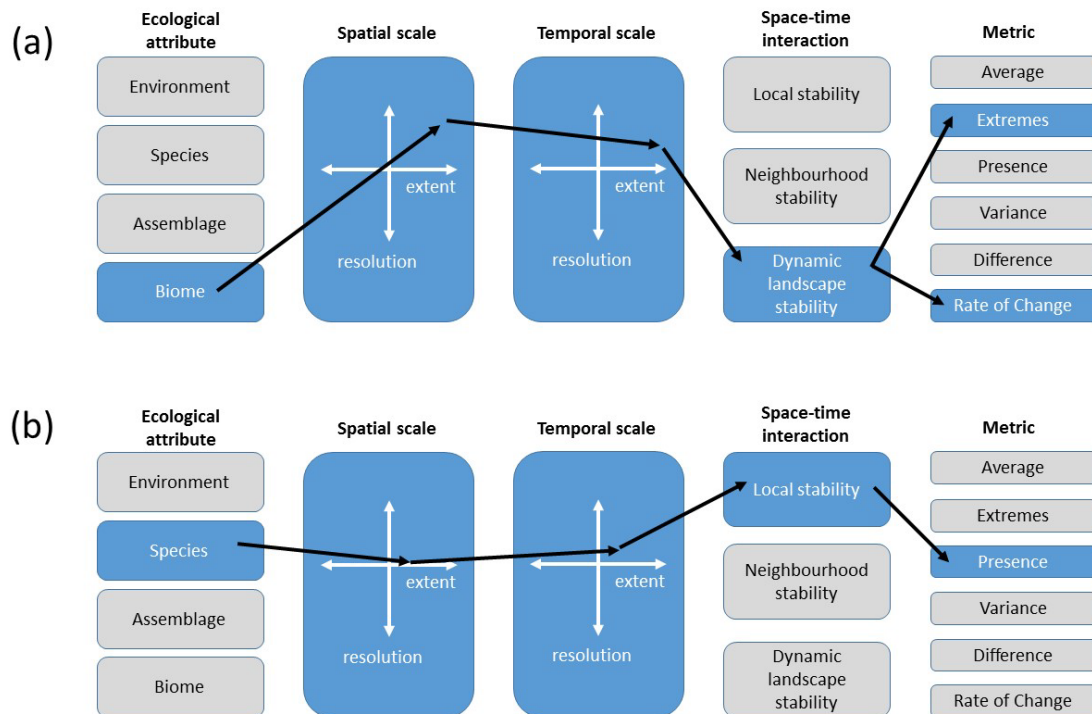 (a)
Ecological
attribute
Spatial scale
Temporal scale
Space-time
interaction
Metric
Environment
Species
Assemblage
Biome
extent
resolution
extent
resolution
Local stability
Neighbourhood
stability
Dynamic
landscape
stability
Average
Extremes
Presence
Variance
Difference
Rate of Change
(b)
Ecological
attribute
Spatial scale
Temporal scale
Space-time
interaction
Metric
Environment
Species
Assemblage
Biome
extent
resolution
extent
resolution
Local stability
Neighbourhood
stability
Dynamic
landscape
stability
Average
Extremes
Presence
Variance
Difference
Rate of Change